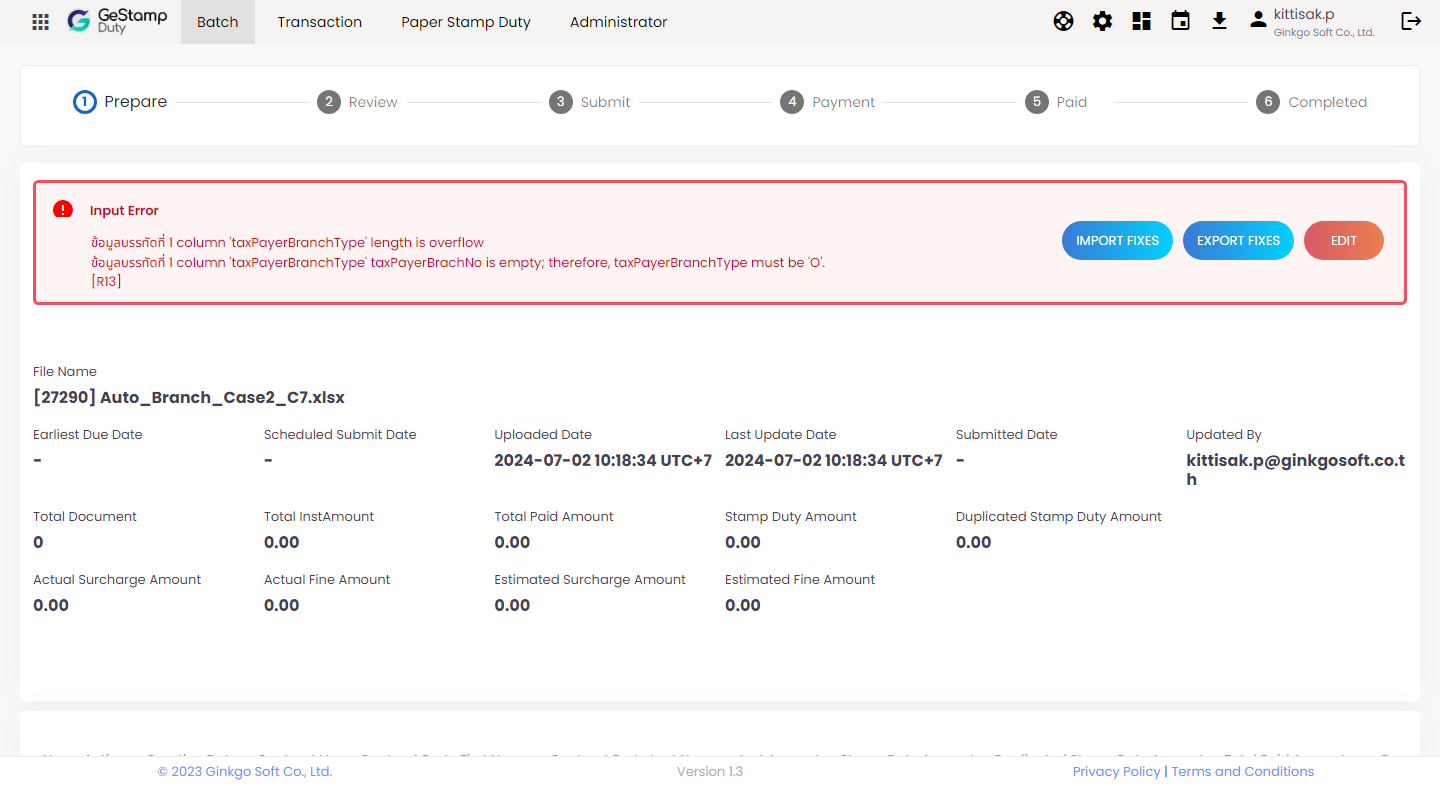 GeStamp
Duty
Batch
Transaction
Paper Stamp Duty
Administrator
kittisak.p
Ginkgo Soft Co., Ltd.
1 Prepare
2 Review
3 Submit
4 Payment
5 Paid
6 Completed
Input Error
ข้อมูลบรรทัดที่ 1 column 'taxPayerBranchType' length is overflow
ข้อมูลบรรทัดที่ 1 column 'taxPayerBranchType' taxPayerBrachNo is empty; therefore, taxPayerBranchType must be 'O'.
[R13]
IMPORT FIXES
EXPORT FIXES
EDIT
File Name
[27290] Auto_Branch_Case2_C7.xlsx
Earliest Due Date
-
Scheduled Submit Date
-
Uploaded Date
2024-07-02 10:18:34 UTC+7
Last Update Date
2024-07-02 10:18:34 UTC+7
Submitted Date
-
Updated By
kittisak.p@ginkgosoft.co.t
h
Total Document
0
Total InstAmount
0.00
Total Paid Amount
0.00
Stamp Duty Amount
0.00
Duplicated Stamp Duty Amount
0.00
Actual Surcharge Amount
0.00
Actual Fine Amount
0.00
Estimated Surcharge Amount
0.00
Estimated Fine Amount
0.00
© 2023 Ginkgo Soft Co., Ltd.
Version 1.3
Privacy Policy | Terms and Conditions